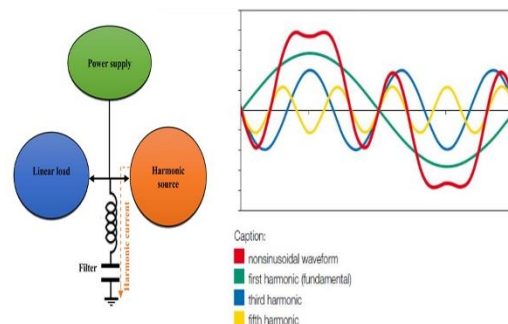 Power supply
Linear load
Harmonic
source
Harmonic current
Filter
Caption:
nonsinusoidal waveform
first harmonic (fundamental)
third harmonic
fifth harmonic